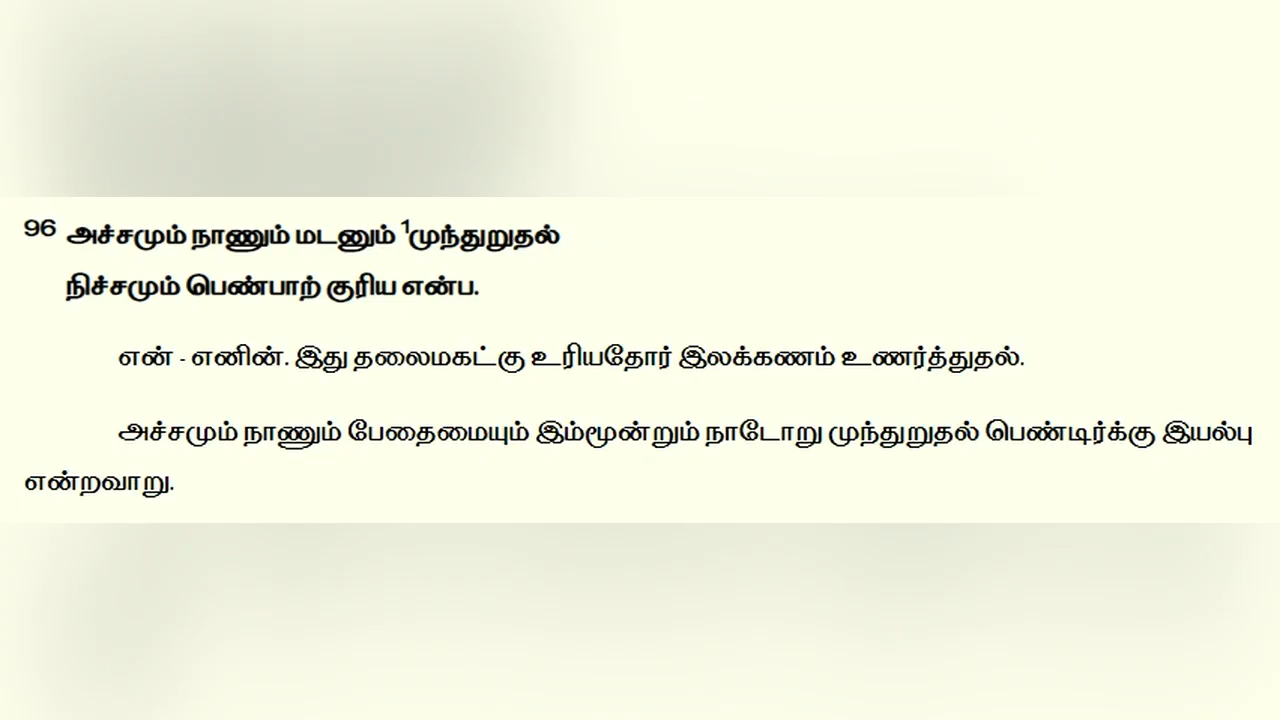 96 அச்சமும் நாணும் மடனும் ¹முந்துறுதல்
நிச்சமும் பெண்பாற் குரிய என்ப.
என் - எனின். இது தலைமகட்கு உரியதோர் இலக்கணம் உணர்த்துதல்.
அச்சமும் நாணும் பேதைமையும் இம்மூன்றும் நாடோறு முந்துறுதல் பெண்டிர்க்கு இயல்பு
என்றவாறு.